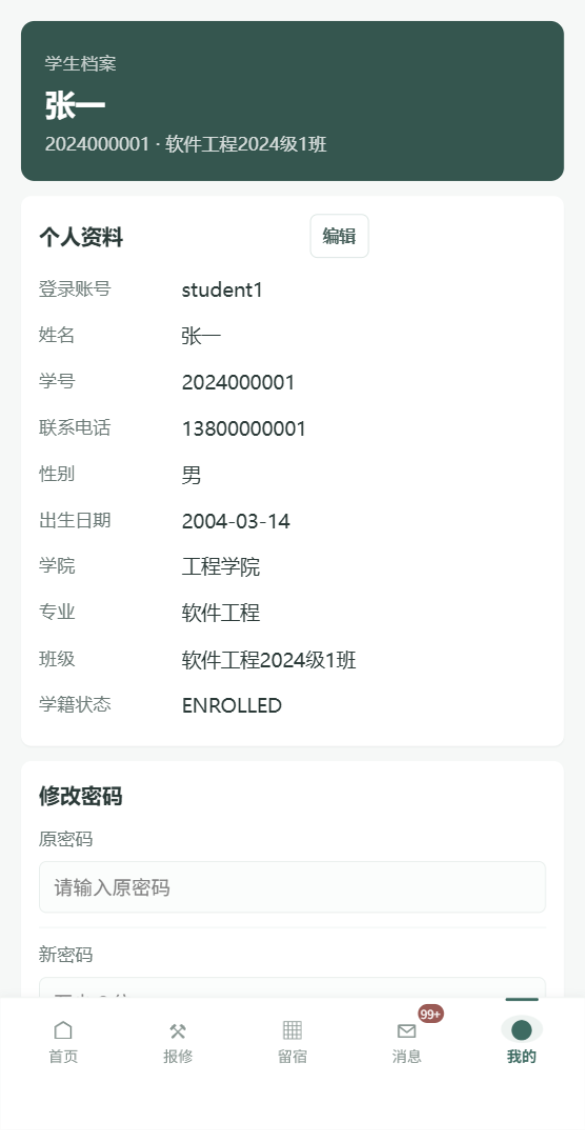 学生档案
张一
2024000001 · 软件工程2024级1班
个人资料
编辑
登录账号 student1
姓名 张一
学号 2024000001
联系电话 13800000001
性别 男
出生日期 2004-03-14
学院 工程学院
专业 软件工程
班级 软件工程2024级1班
学籍状态 ENROLLED
修改密码
原密码
请输入原密码
新密码
99+
首页 报修 留宿 消息 我的